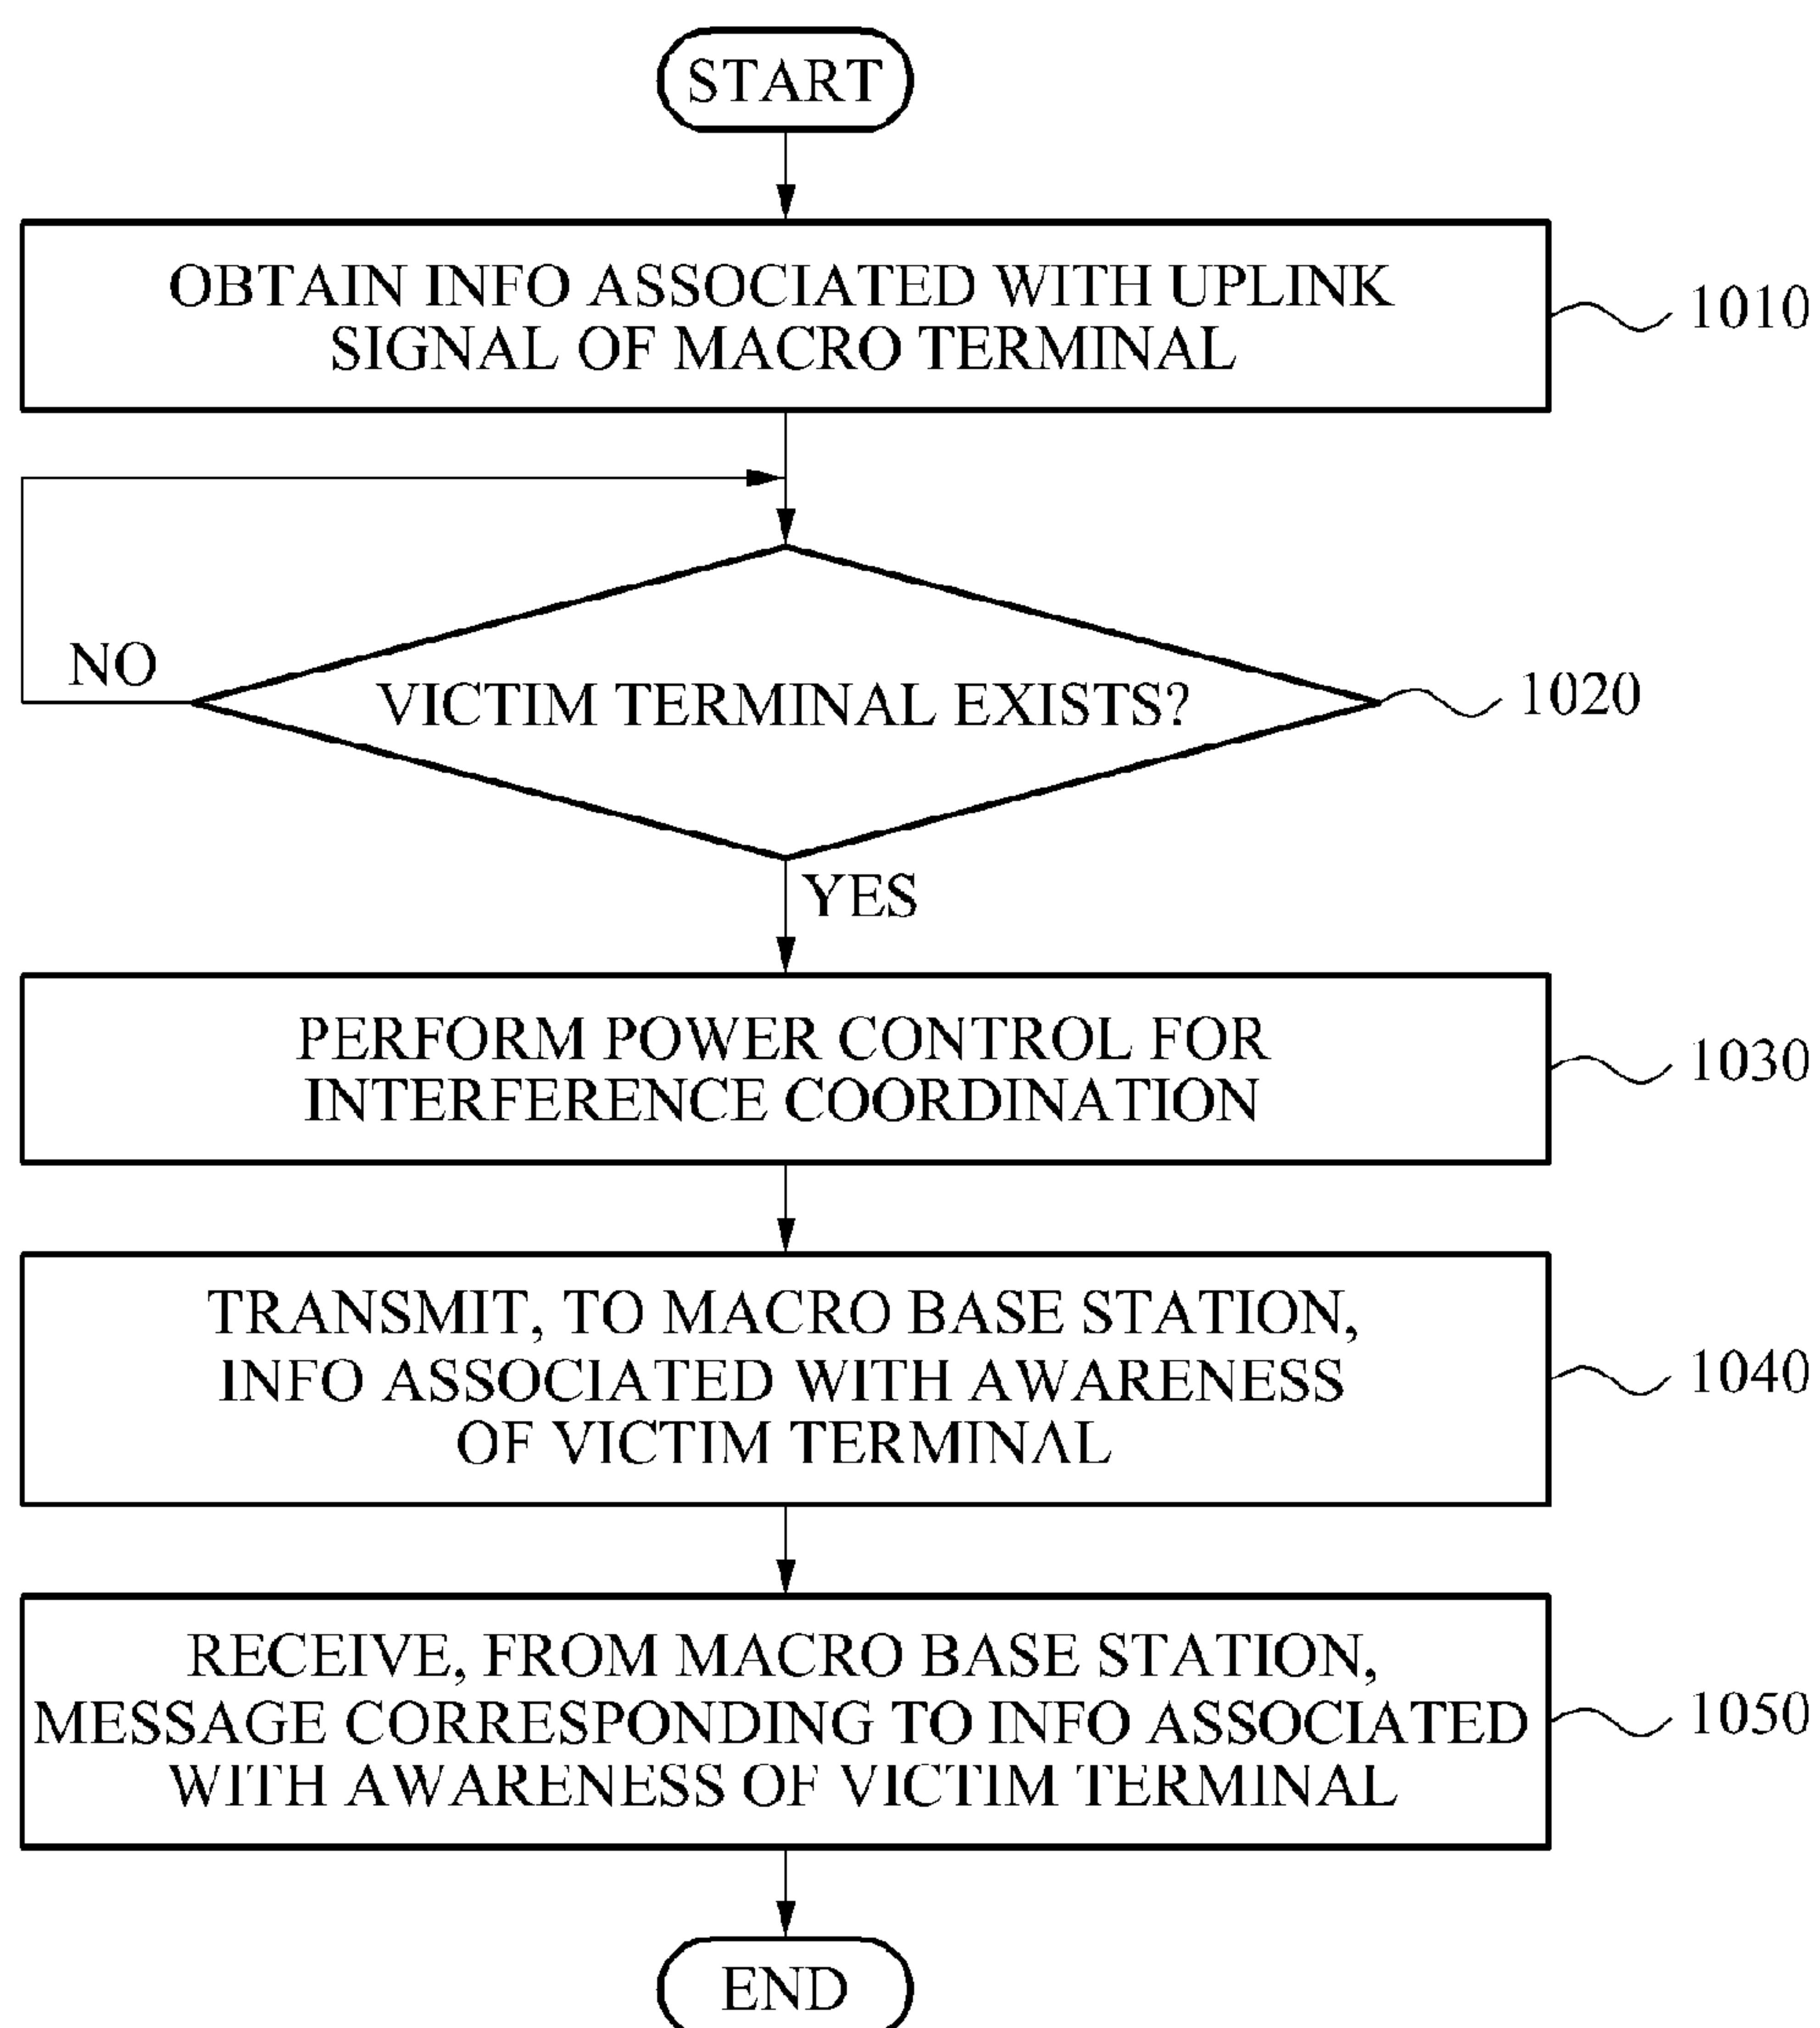 START
OBTAIN INFO ASSOCIATED WITH UPLINK
SIGNAL OF MACRO TERMINAL
1010
NO
VICTIM TERMINAL EXISTS?
1020
YES
PERFORM POWER CONTROL FOR
INTERFERENCE COORDINATION
1030
TRANSMIT, TO MACRO BASE STATION,
INFO ASSOCIATED WITH AWARENESS
OF VICTIM TERMINAL
1040
RECEIVE, FROM MACRO BASE STATION,
MESSAGE CORRESPONDING TO INFO ASSOCIATED
WITH AWARENESS OF VICTIM TERMINAL
1050
END